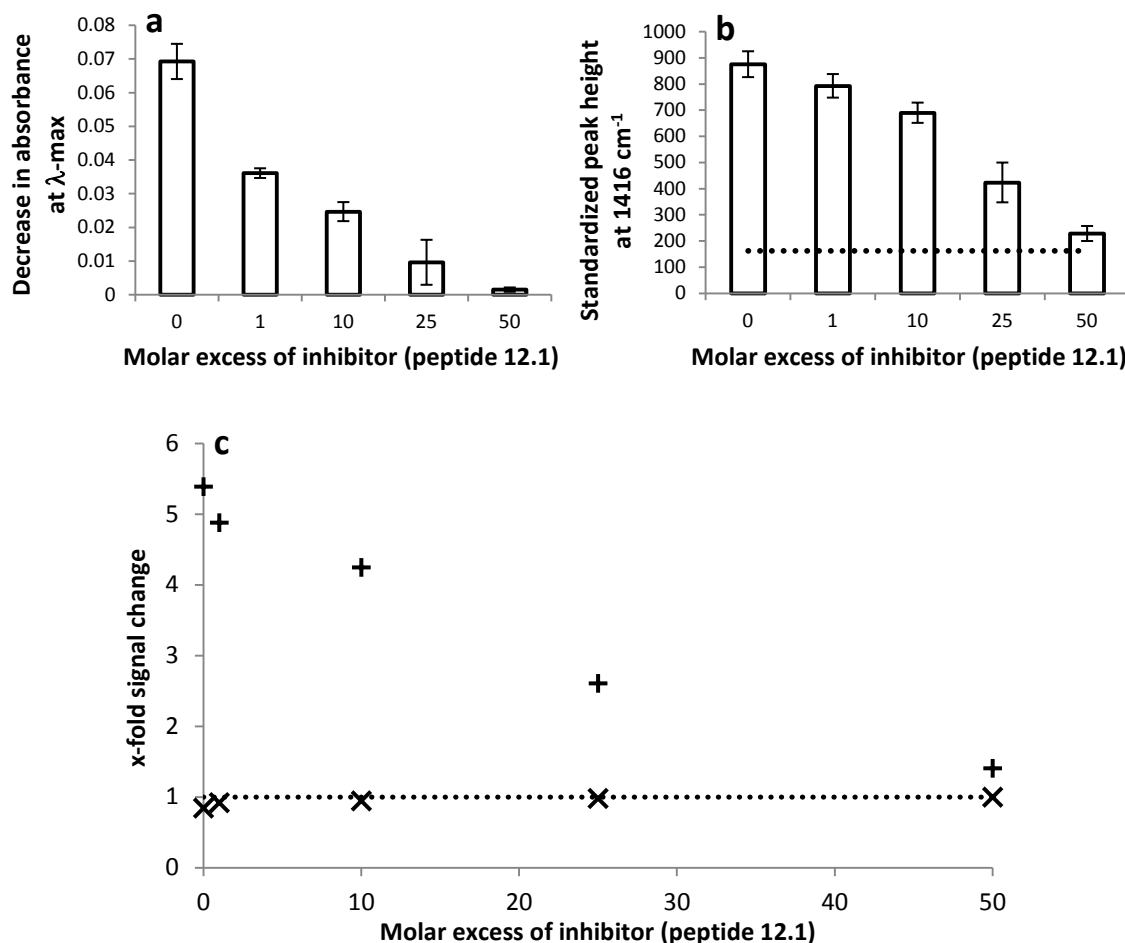 a
0.08
0.07
0.06
0.05
0.04
0.03
0.02
0.01
0
Decrease in absorbance
at λ-max
0 1 10 25 50
Molar excess of inhibitor (peptide 12.1)
b
1000
900
800
700
600
500
400
300
200
100
0
Standardized peak height
at 1416 cm⁻¹
0 1 10 25 50
Molar excess of inhibitor (peptide 12.1)
c
6
5
4
3
2
1
0
x-fold signal change
0 10 20 30 40 50
Molar excess of inhibitor (peptide 12.1)